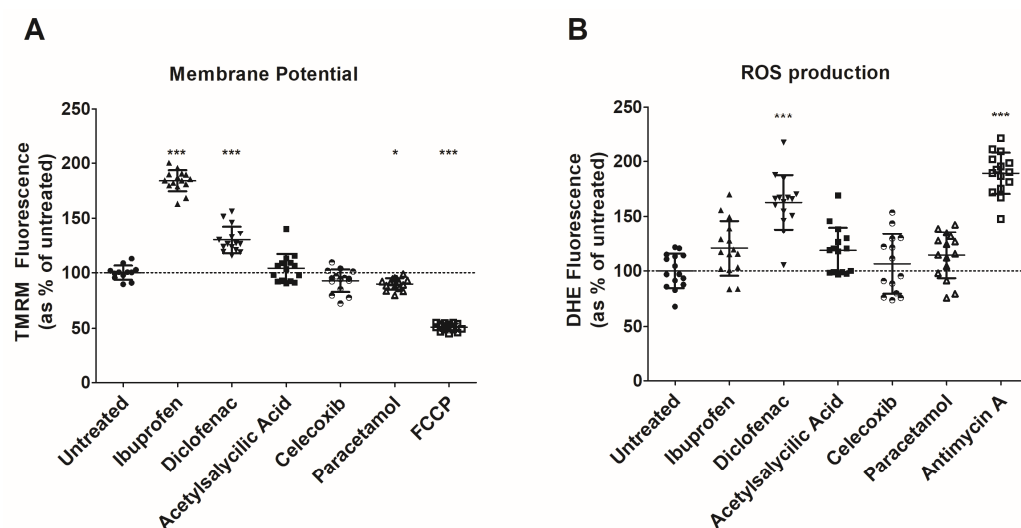 A
Membrane Potential
TMRM Fluorescence
(as % of untreated)
250
200
150
100
50
0
***
***
*
***
Untreated
Ibuprofen
Diclofenac
Acetylsalycilic Acid
Celecoxib
Paracetamol
FCCP
B
ROS production
DHE Fluorescence
(as % of untreated)
250
200
150
100
50
0
***
***
Untreated
Ibuprofen
Diclofenac
Acetylsalycilic Acid
Celecoxib
Paracetamol
Antimycin A